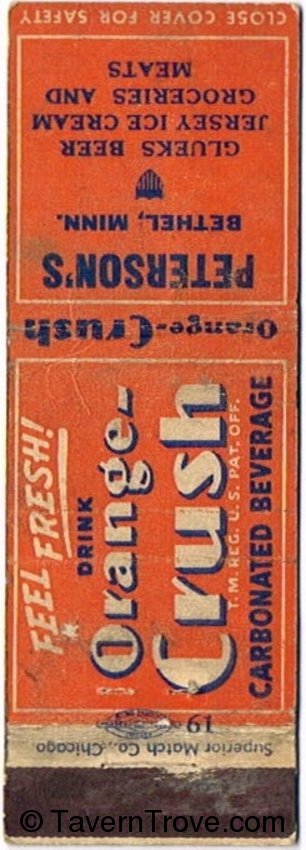 CLOSE COVER FOR SAFETY
PETERSON'S
BETHEL, MINN.
GLUEKS BEER
JERSEY ICE CREAM
GROCERIES AND
MEATS
Orange-Crush
FEEL FRESH!
DRINK
Orange-
Crush
T.M. REG. U.S. PAT. OFF.
CARBONATED BEVERAGE
19
Superior Match Co., Chicago
© TavernTrove.com